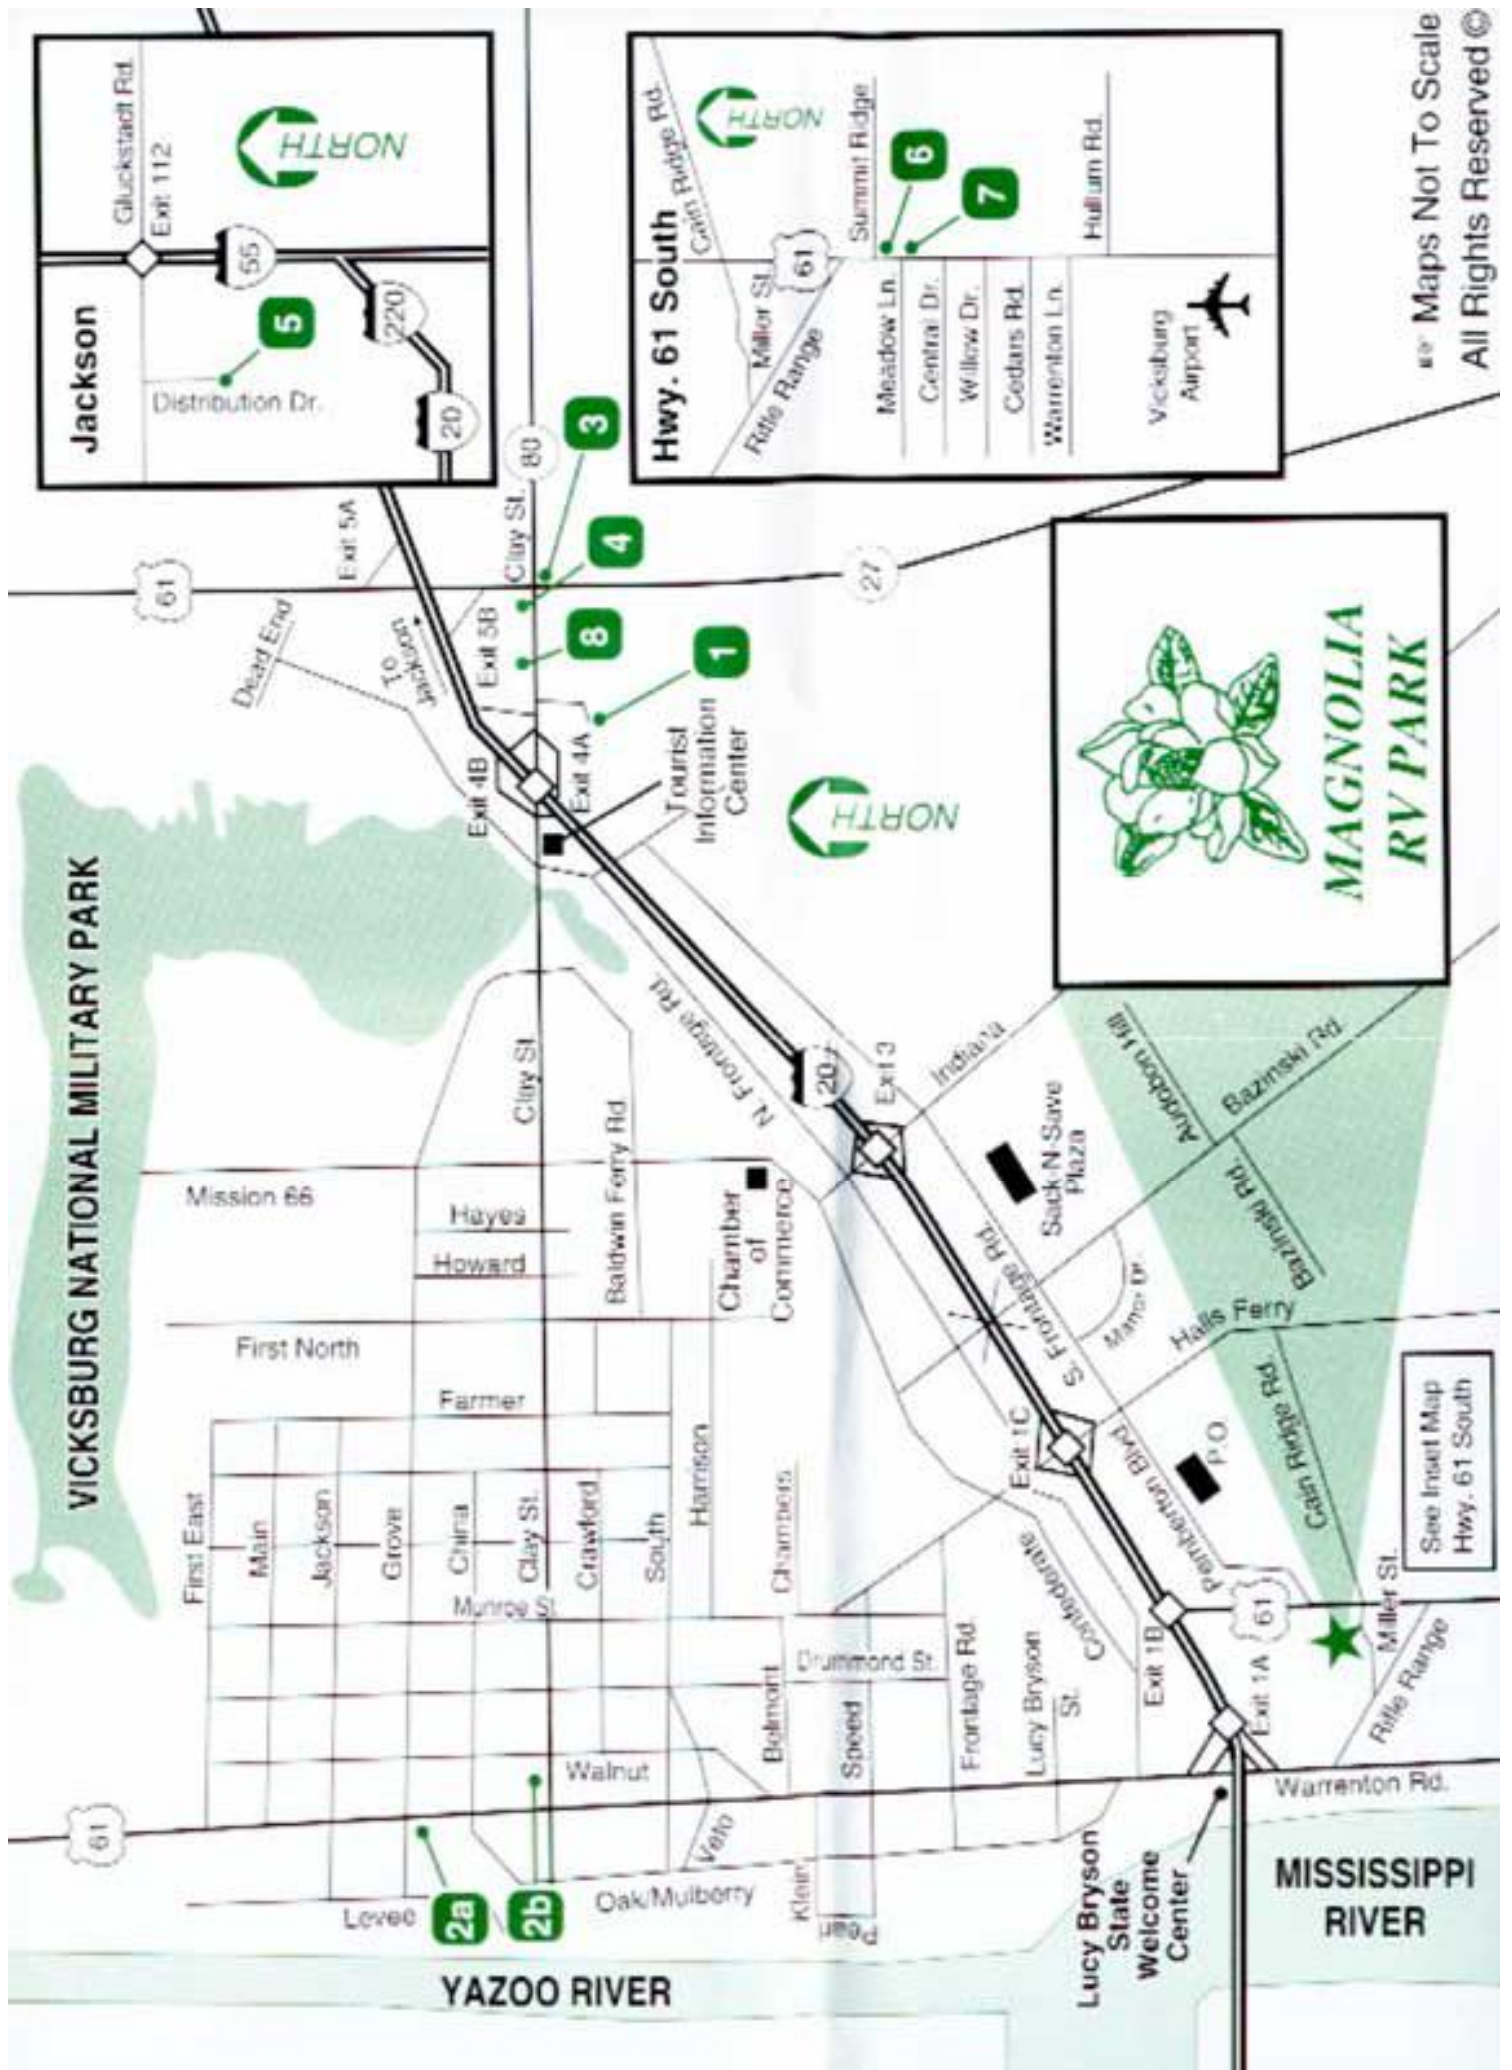 VICKSBURG NATIONAL MILITARY PARK
Jackson
Gluckstadt Rd.
Exit 112
NORTH
55
5
220
Distribution Dr.
20
Hwy. 61 South
Cain Ridge Rd.
NORTH
Miller St.
61
Summit Ridge
6
7
Rifle Range
Meadow Ln.
Central Dr.
Willow Dr.
Cedars Rd.
Warrenton Ln.
Hullum Rd.
Vicksburg
Airport
Maps Not To Scale
All Rights Reserved ©
61
Exit 5A
Clay St.
80
3
4
27
Dead End
To
Jackson
Exit 5B
8
1
Exit 4B
Exit 4A
Tourist
Information
Center
NORTH
MAGNOLIA
RV PARK
Mission 66
Hayes
Howard
Clay St.
Baldwin Ferry Rd.
N. Frontage Rd.
20
Exit 3
Indiana
Audobon Hill
Bazinski Rd.
Bazinski Rd.
Sack-N-Save
Plaza
Chamber
of
Commerce
First North
Farmer
S. Frontage Rd.
Manor Dr.
Halls Ferry
Harrison
Chambers
Exit 1C
Pemberton Blvd.
P.O.
Cain Ridge Rd.
See Inset Map
Hwy. 61 South
First East
Main
Jackson
Grove
China
Clay St.
Crawford
South
Munroe St.
Confederate
Drummond St.
Belmont
Speed
Frontage Rd.
Lucy Bryson
St.
Exit 1B
61
Exit 1A
Miller St.
Rifle Range
Walnut
61
Veto
Warrenton Rd.
Levee
2a
2b
Oak/Mulberry
Klein
Pearl
Lucy Bryson
State
Welcome
Center
YAZOO RIVER
MISSISSIPPI
RIVER